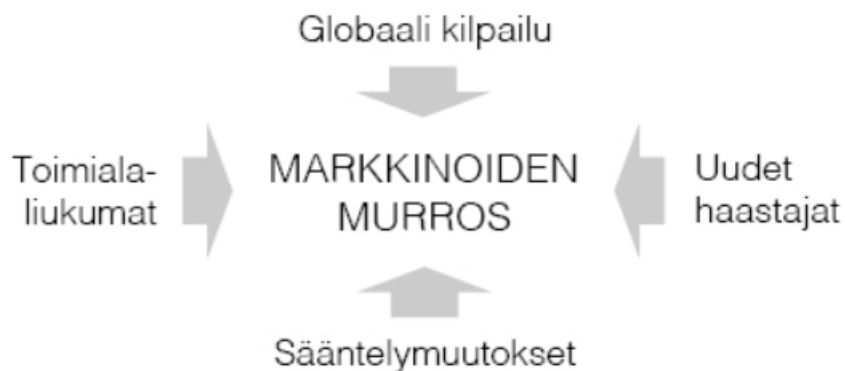 Globaali kilpailu
Toimiala-
liukumat
MARKKINOIDEN
MURROS
Uudet
haastajat
Sääntelymuutokset